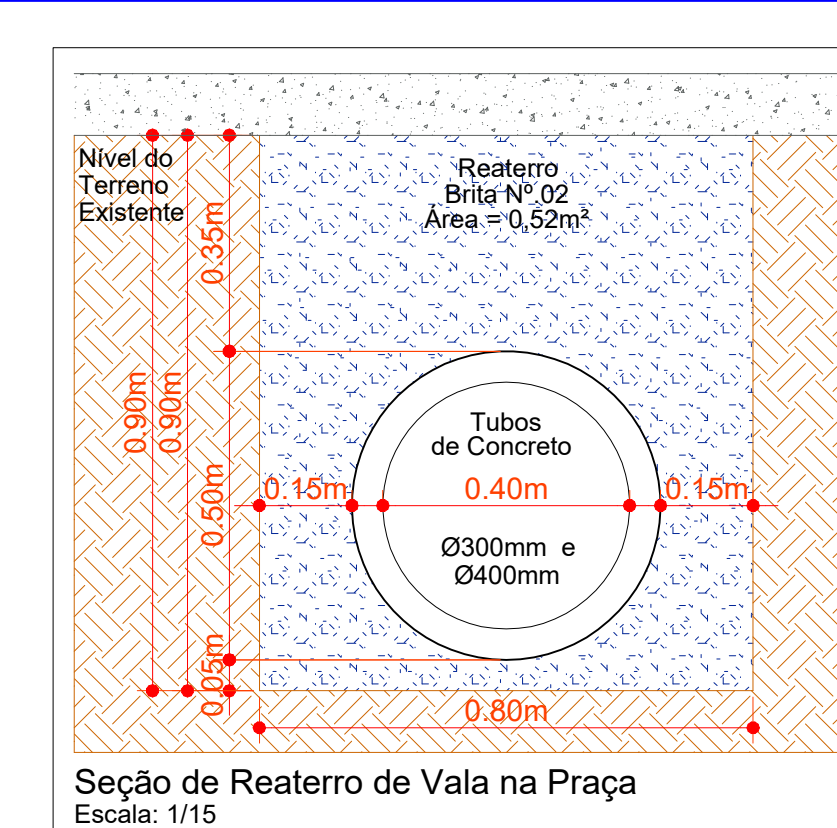 Nível do
Terreno
Existente
Reaterro
Brita Nº 02
Área = 0,52m²
0.35m
0.90m
0.90m
0.50m
0.05m
Tubos
de Concreto
0.15m
0.40m
0.15m
Ø300mm e
Ø400mm
0.80m
Seção de Reaterro de Vala na Praça
Escala: 1/15